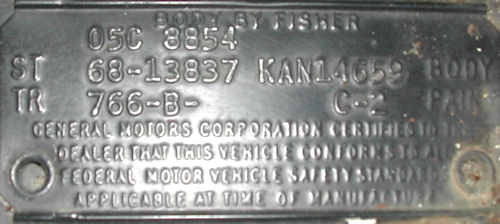 BODY BY FISHER
05C 8854
ST 68-13837 KAN14659 BODY
TR 766-B- C-2
GENERAL MOTORS CORPORATION CERTIFIES TO THE
DEALER THAT THIS VEHICLE CONFORMS TO ALL
FEDERAL MOTOR VEHICLE SAFETY STANDARDS
APPLICABLE AT TIME OF MANUFACTURE